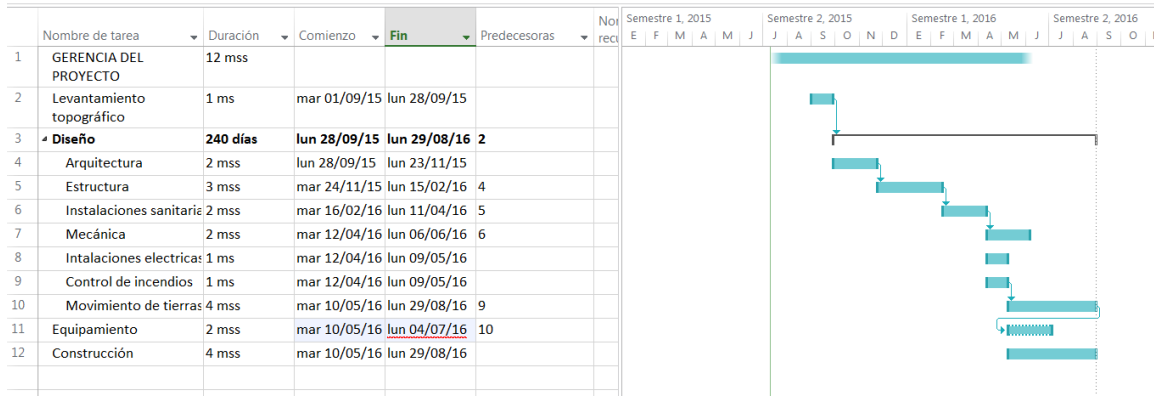 Nombre de tarea Duración Comienzo Fin Predecesoras
Semestre 1, 2015 Semestre 2, 2015 Semestre 1, 2016 Semestre 2, 2016
E F M A M J J A S O N D E F M A M J J A S O
1 GERENCIA DEL 12 mss
PROYECTO
2 Levantamiento 1 ms mar 01/09/15 lun 28/09/15
topográfico
3 Diseño 240 días lun 28/09/15 lun 29/08/16 2
4 Arquitectura 2 mss lun 28/09/15 lun 23/11/15
5 Estructura 3 mss mar 24/11/15 lun 15/02/16 4
6 Instalaciones sanitaria 2 mss mar 16/02/16 lun 11/04/16 5
7 Mecánica 2 mss mar 12/04/16 lun 06/06/16 6
8 Intalaciones electricas 1 ms mar 12/04/16 lun 09/05/16
9 Control de incendios 1 ms mar 12/04/16 lun 09/05/16
10 Movimiento de tierras 4 mss mar 10/05/16 lun 29/08/16 9
11 Equipamiento 2 mss mar 10/05/16 lun 04/07/16 10
12 Construcción 4 mss mar 10/05/16 lun 29/08/16